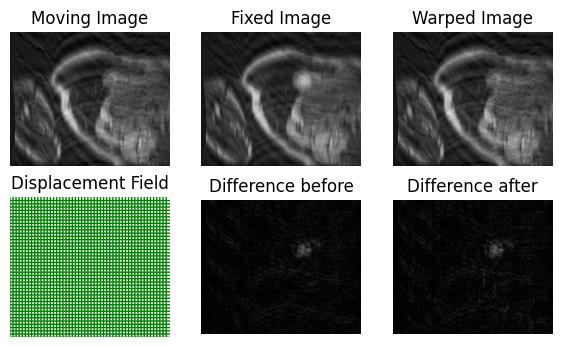 Moving Image
Fixed Image
Warped Image
Displacement Field
Difference before
Difference after